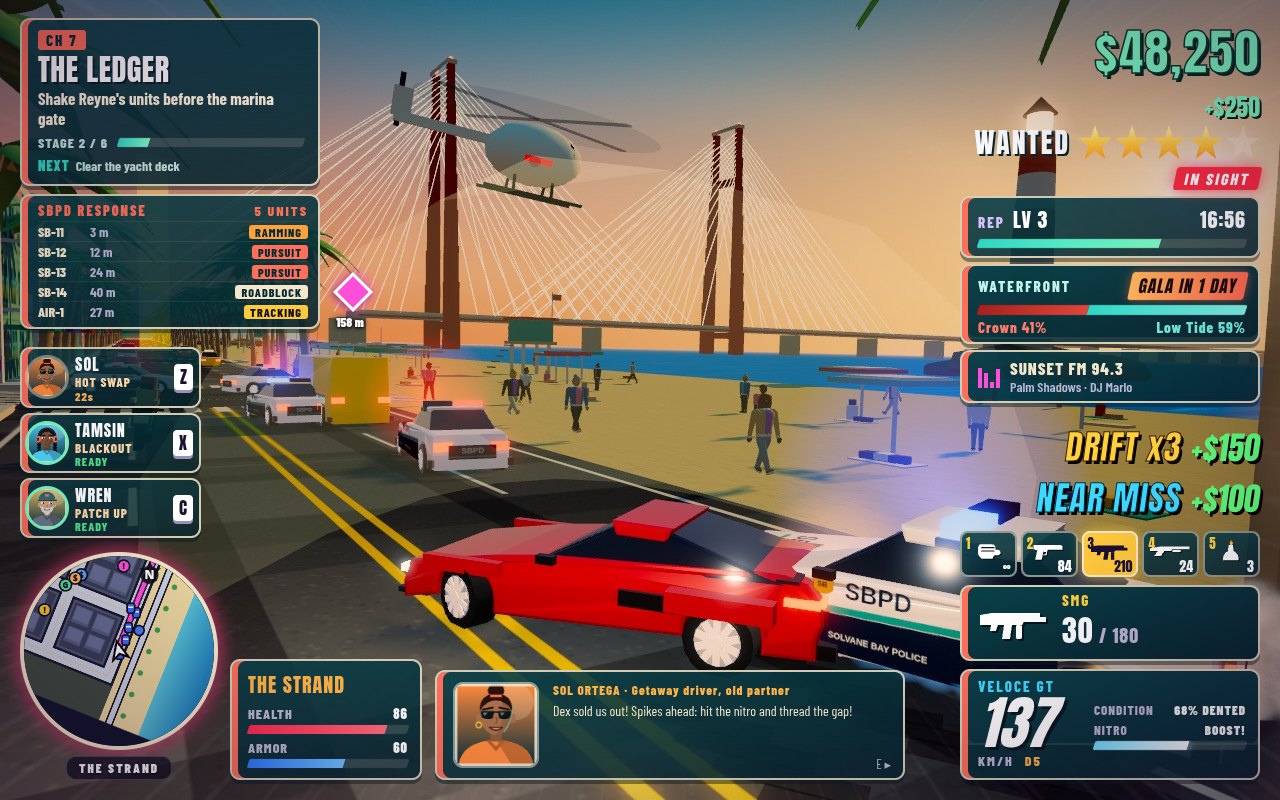 CH 7
THE LEDGER
Shake Reyne's units before the marina
gate
STAGE 2 / 6
NEXT Clear the yacht deck
SBPD RESPONSE 5 UNITS
SB-11 3 m RAMMING
SB-12 12 m PURSUIT
SB-13 24 m PURSUIT
SB-14 40 m ROADBLOCK
AIR-1 27 m TRACKING
SOL
HOT SWAP
22s
Z
TAMSIN
BLACKOUT
READY
X
WREN
PATCH UP
READY
C
N
THE STRAND
158 m
SBPD
SBPD
SOLVANE BAY POLICE
THE STRAND
HEALTH 86
ARMOR 60
SOL ORTEGA · Getaway driver, old partner
Dex sold us out! Spikes ahead: hit the nitro and thread the gap!
E ▸
$48,250
+$250
WANTED
IN SIGHT
REP LV 3 16:56
WATERFRONT GALA IN 1 DAY
Crown 41% Low Tide 59%
SUNSET FM 94.3
Palm Shadows · DJ Marlo
DRIFT x3 +$150
NEAR MISS +$100
1 ∞
2 84
3 210
4 24
5 3
SMG
30 / 180
VELOCE GT
137
KM/H D5
CONDITION 68% DENTED
NITRO BOOST!